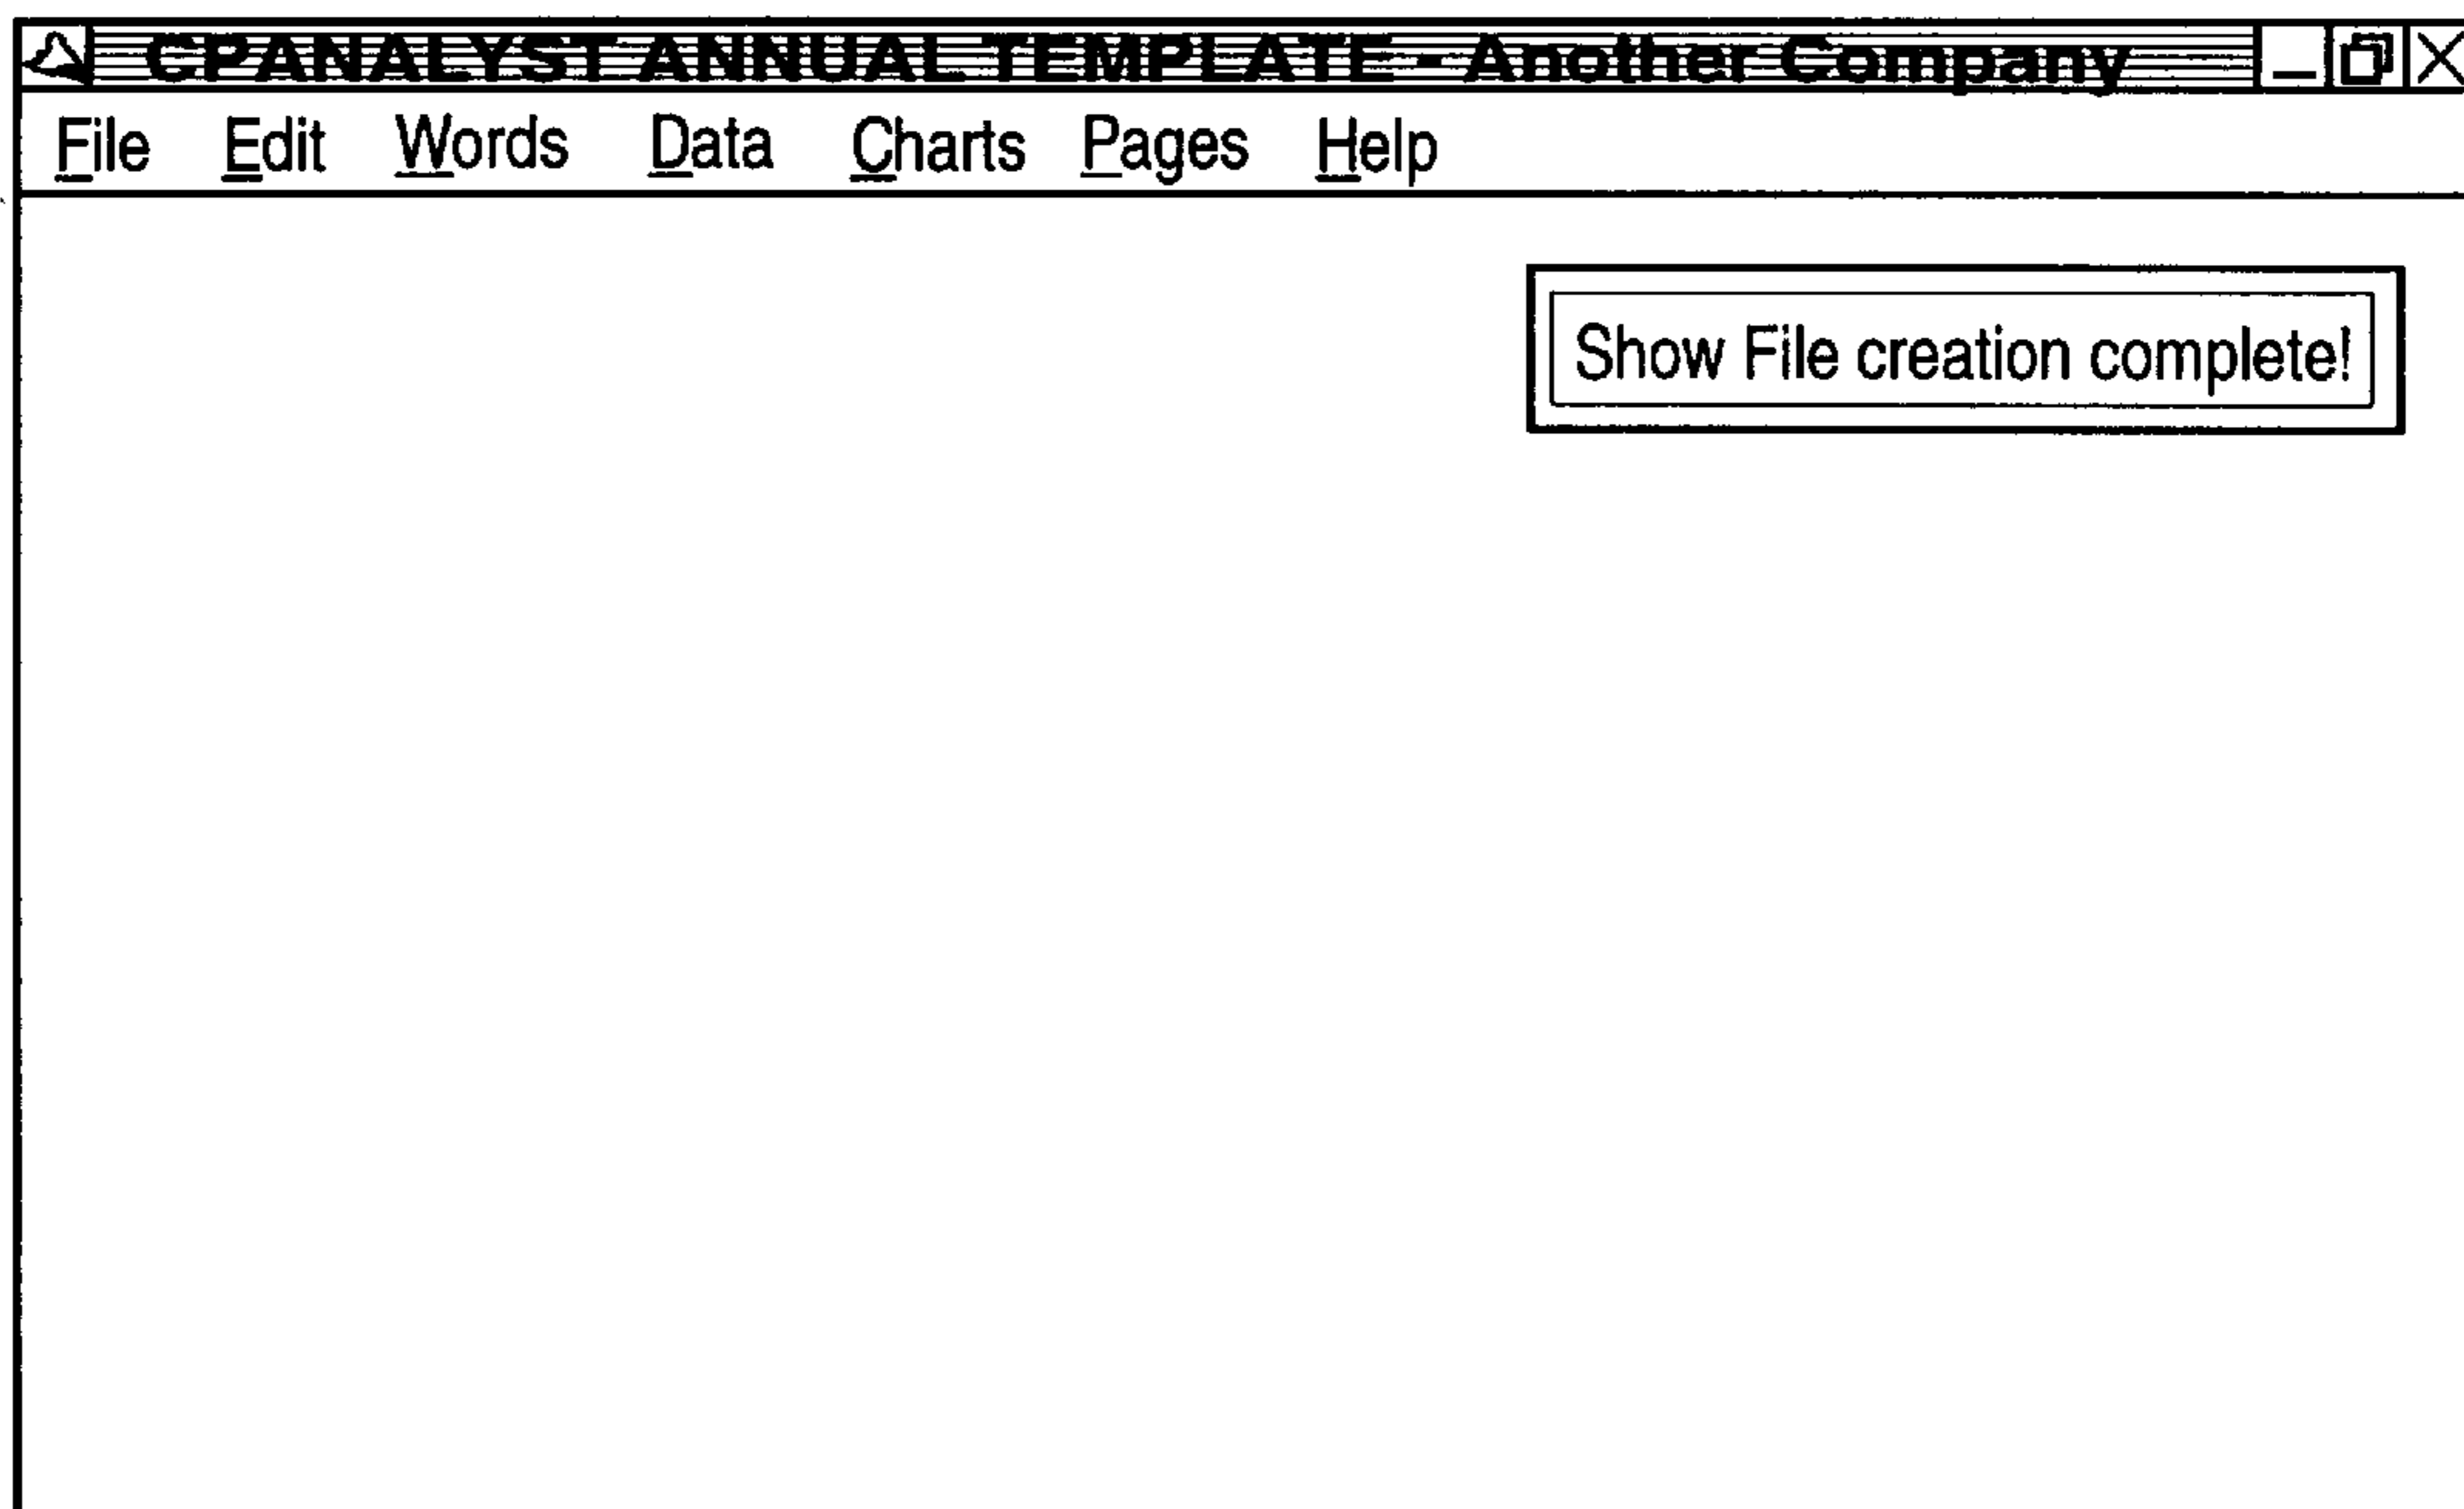 CPANALYST ANNUAL TEMPLATE - Another Company
File Edit Words Data Charts Pages Help
Show File creation complete!